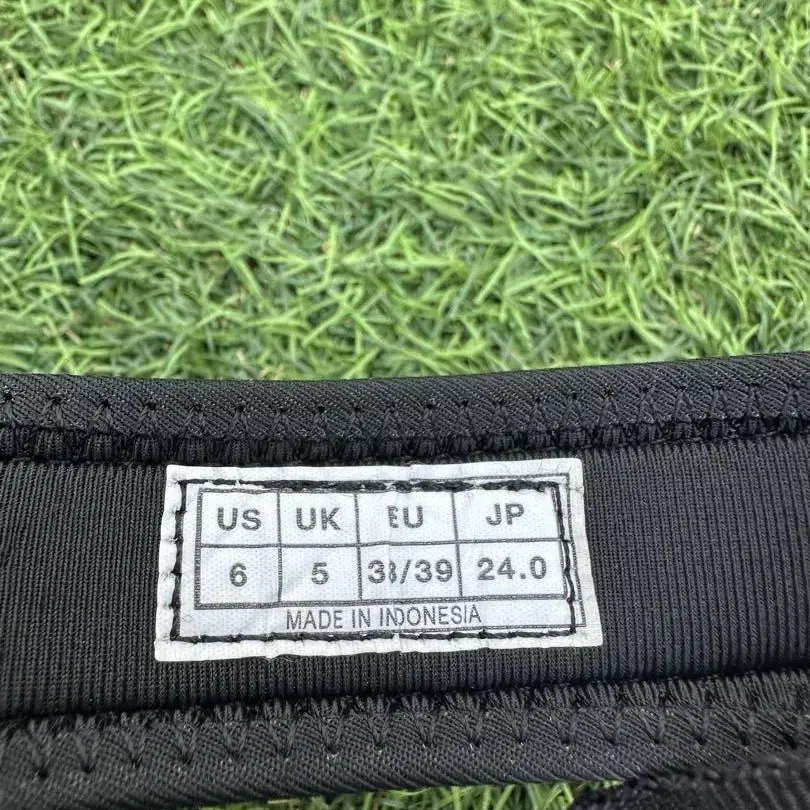 US UK EU JP
6 5 38/39 24.0
MADE IN INDONESIA